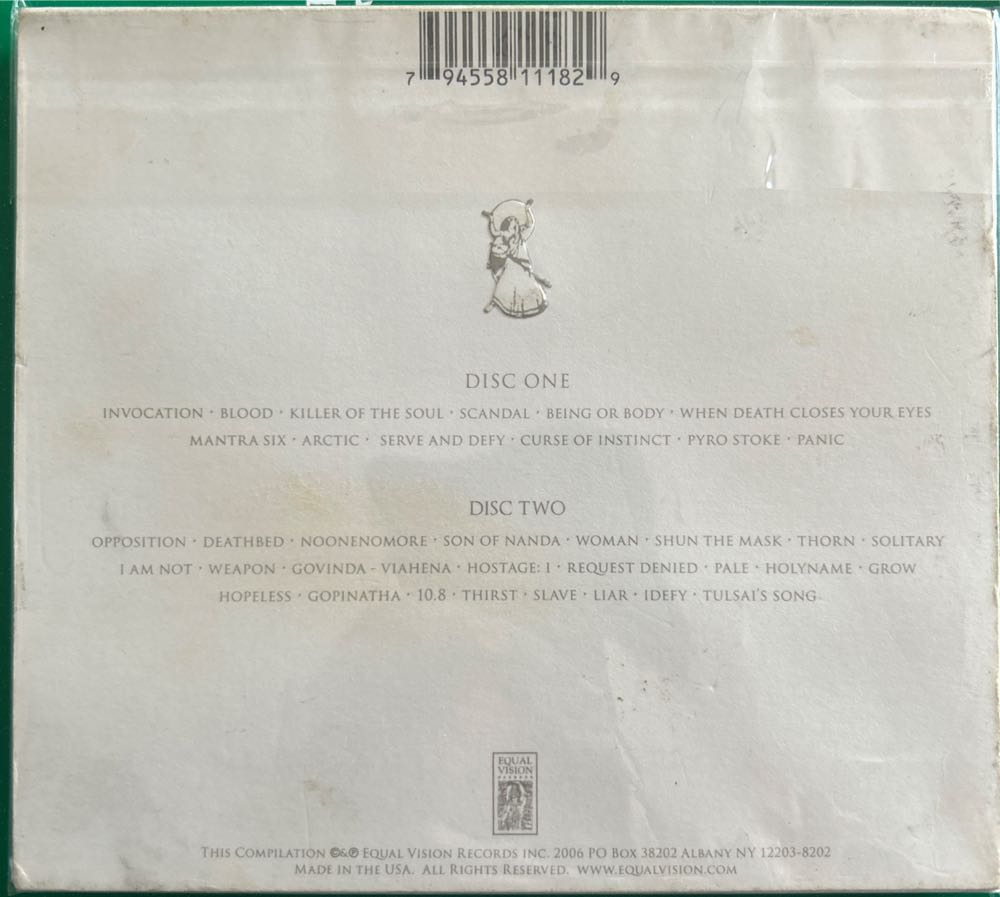 7 94558 11182 9
DISC ONE
INVOCATION · BLOOD · KILLER OF THE SOUL · SCANDAL · BEING OR BODY · WHEN DEATH CLOSES YOUR EYES
MANTRA SIX · ARCTIC · SERVE AND DEFY · CURSE OF INSTINCT · PYRO STOKE · PANIC
DISC TWO
OPPOSITION · DEATHBED · NOONENOMORE · SON OF NANDA · WOMAN · SHUN THE MASK · THORN · SOLITARY
I AM NOT · WEAPON · GOVINDA - VIAHENA · HOSTAGE: I · REQUEST DENIED · PALE · HOLYNAME · GROW
HOPELESS · GOPINATHA · 10.8 · THIRST · SLAVE · LIAR · IDEFY · TULSAI'S SONG
EQUAL
VISION
THIS COMPILATION ©&℗ EQUAL VISION RECORDS INC. 2006 PO BOX 38202 ALBANY NY 12203-8202
MADE IN THE USA. ALL RIGHTS RESERVED. WWW.EQUALVISION.COM